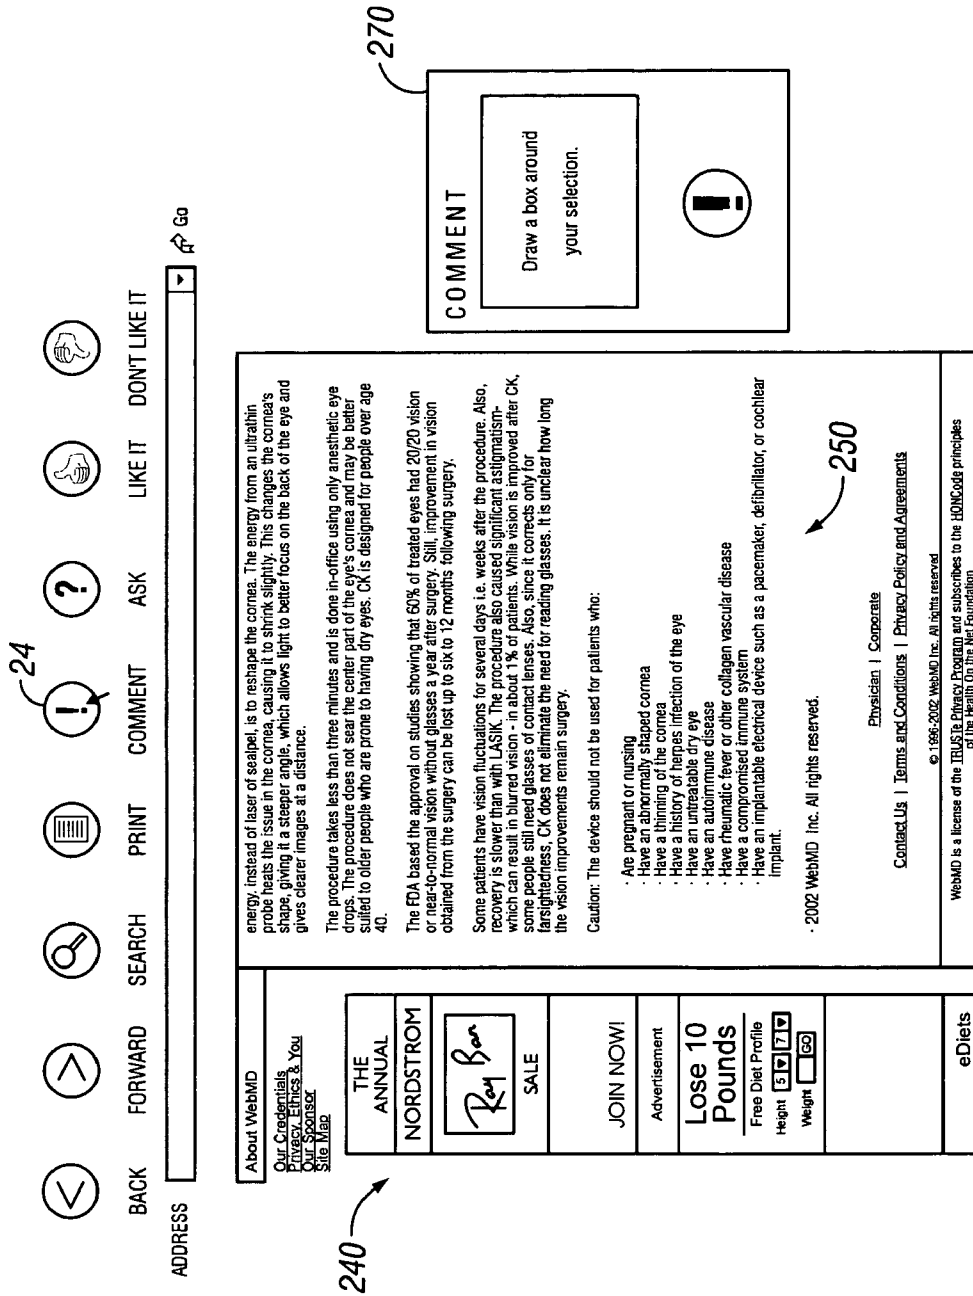 24
BACK
FORWARD
SEARCH
PRINT
COMMENT
ASK
LIKE IT
DON'T LIKE IT
ADDRESS
Go
240
About WebMD
Our Credentials
Privacy, Ethics & You
Our Sponsor
Site Map
THE
ANNUAL
NORDSTROM
Ray Ban
SALE
JOIN NOW!
Advertisement
Lose 10
Pounds
Free Diet Profile
Height 5 7
Weight GO
eDiets
energy, instead of laser of sealpel, is to reshape the cornea. The energy from an ultrathin
probe heats the issue in the cornea, causing it to shrink slightly. This changes the cornea's
shape, giving it a steeper angle, which allows light to better focus on the back of the eye and
gives clearer images at a distance.
The procedure takes less than three minutes and is done in-office using only anesthetic eye
drops. The procedure does not sear the center part of the eye's cornea and may be better
suited to older people who are prone to having dry eyes. CK is designed for people over age
40.
The FDA based the approval on studies showing that 60% of treated eyes had 20/20 vision
or near-to-normal vision without glasses a year after surgery. Still, improvement in vision
obtained from the surgery can be lost up to six to 12 months following surgery.
Some patients have vision fluctuations for several days i.e. weeks after the procedure. Also,
recovery is slower than with LASIK. The procedure also caused significant astigmatism-
which can result in blurred vision - in about 1% of patients. While vision is improved after CK,
some people still need glasses of contact lenses. Also, since it corrects only for
farsightedness, CK does not eliminate the need for reading glasses. It is unclear how long
the vision improvements remain surgery.
Caution: The device should not be used for patients who:
· Are pregnant or nursing
· Have an abnormally shaped cornea
· Have a thinning of the cornea
· Have a history of herpes infection of the eye
· Have an untreatable dry eye
· Have an autoimmune disease
· Have rheumatic fever or other collagen vascular disease
· Have a compromised immune system
· Have an implantable electrical device such as a pacemaker, defibrillator, or cochlear
implant.
· 2002 WebMD Inc. All rights reserved.
250
Physician | Corporate
Contact Us | Terms and Conditions | Privacy Policy and Agreements
© 1996-2002 WebMD Inc. All rights reserved
WebMD is a license of the TRUSTe Privacy Program and subscribes to the HONCode principles
of the Health On the Net Foundation
270
COMMENT
Draw a box around
your selection.
!